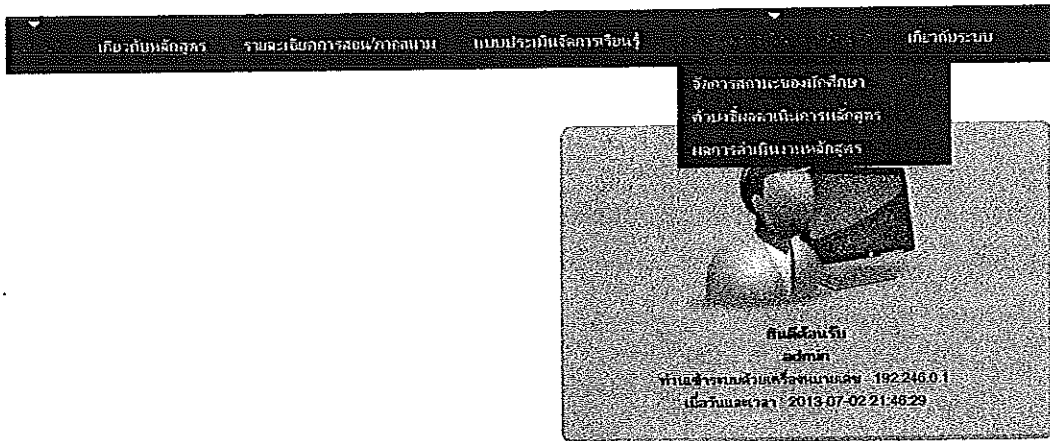 เกี่ยวกับหลักสูตร รายละเอียดการสอน/ภาคสนาม แบบประเมินจัดการเรียนรู้ เกี่ยวกับระบบ
จัดการสถานะของนักศึกษา
ตัวบ่งชี้ผลดำเนินการหลักสูตร
ผลการดำเนินงานหลักสูตร
ยินดีต้อนรับ
admin
ท่านเข้าระบบด้วยเครื่องหมายเลข 192.246.0.1
เมื่อวันและเวลา 2013-07-02 21:46:29